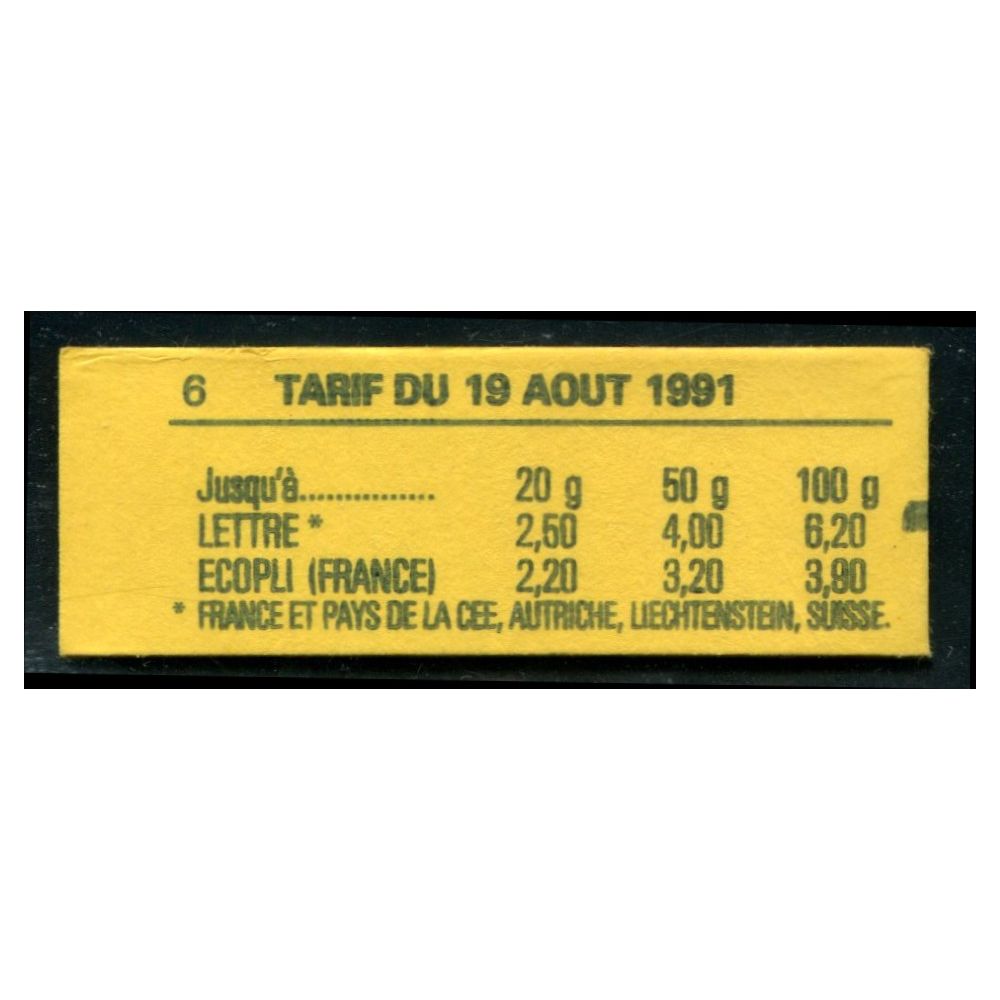 6 TARIF DU 19 AOUT 1991
Jusqu'à............... 20 g 50 g 100 g
LETTRE * 2,50 4,00 6,20
ECOPLI (FRANCE) 2,20 3,20 3,90
* FRANCE ET PAYS DE LA CEE, AUTRICHE, LIECHTENSTEIN, SUISSE.